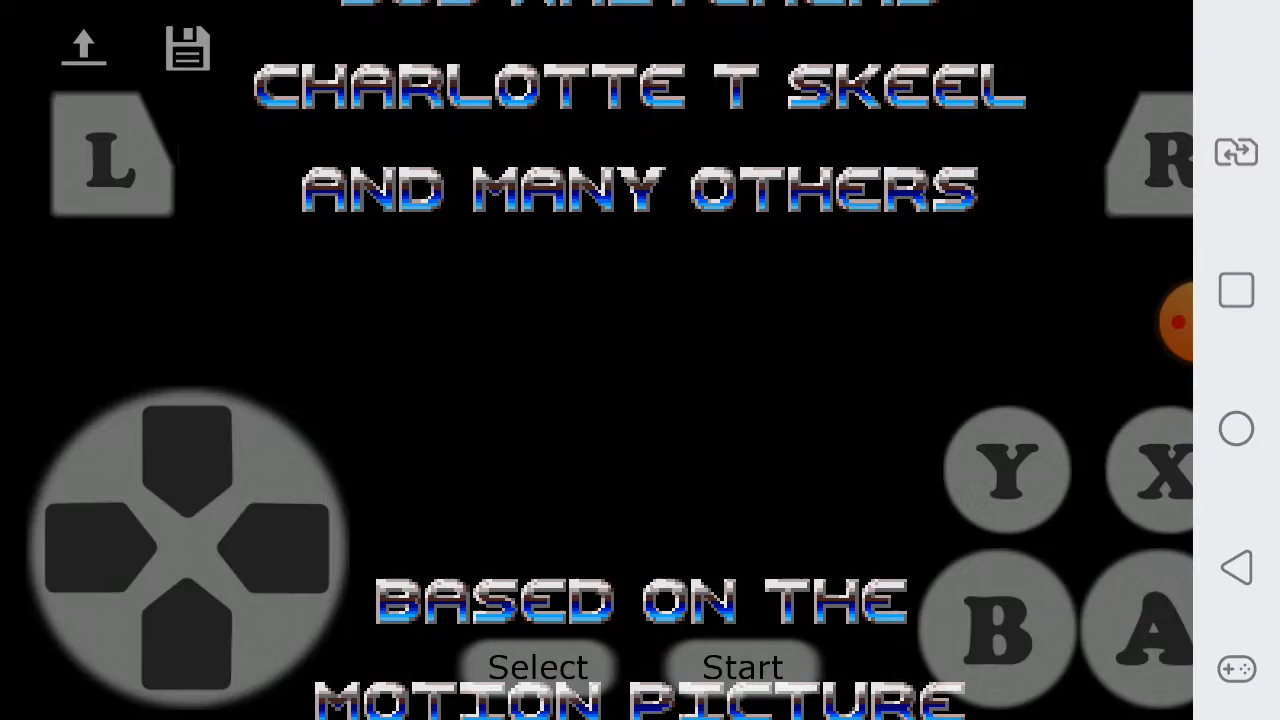 CHARLOTTE T SKEEL
L
R
AND MANY OTHERS
Y
X
BASED ON THE
B
A
Select
Start
MOTION PICTURE